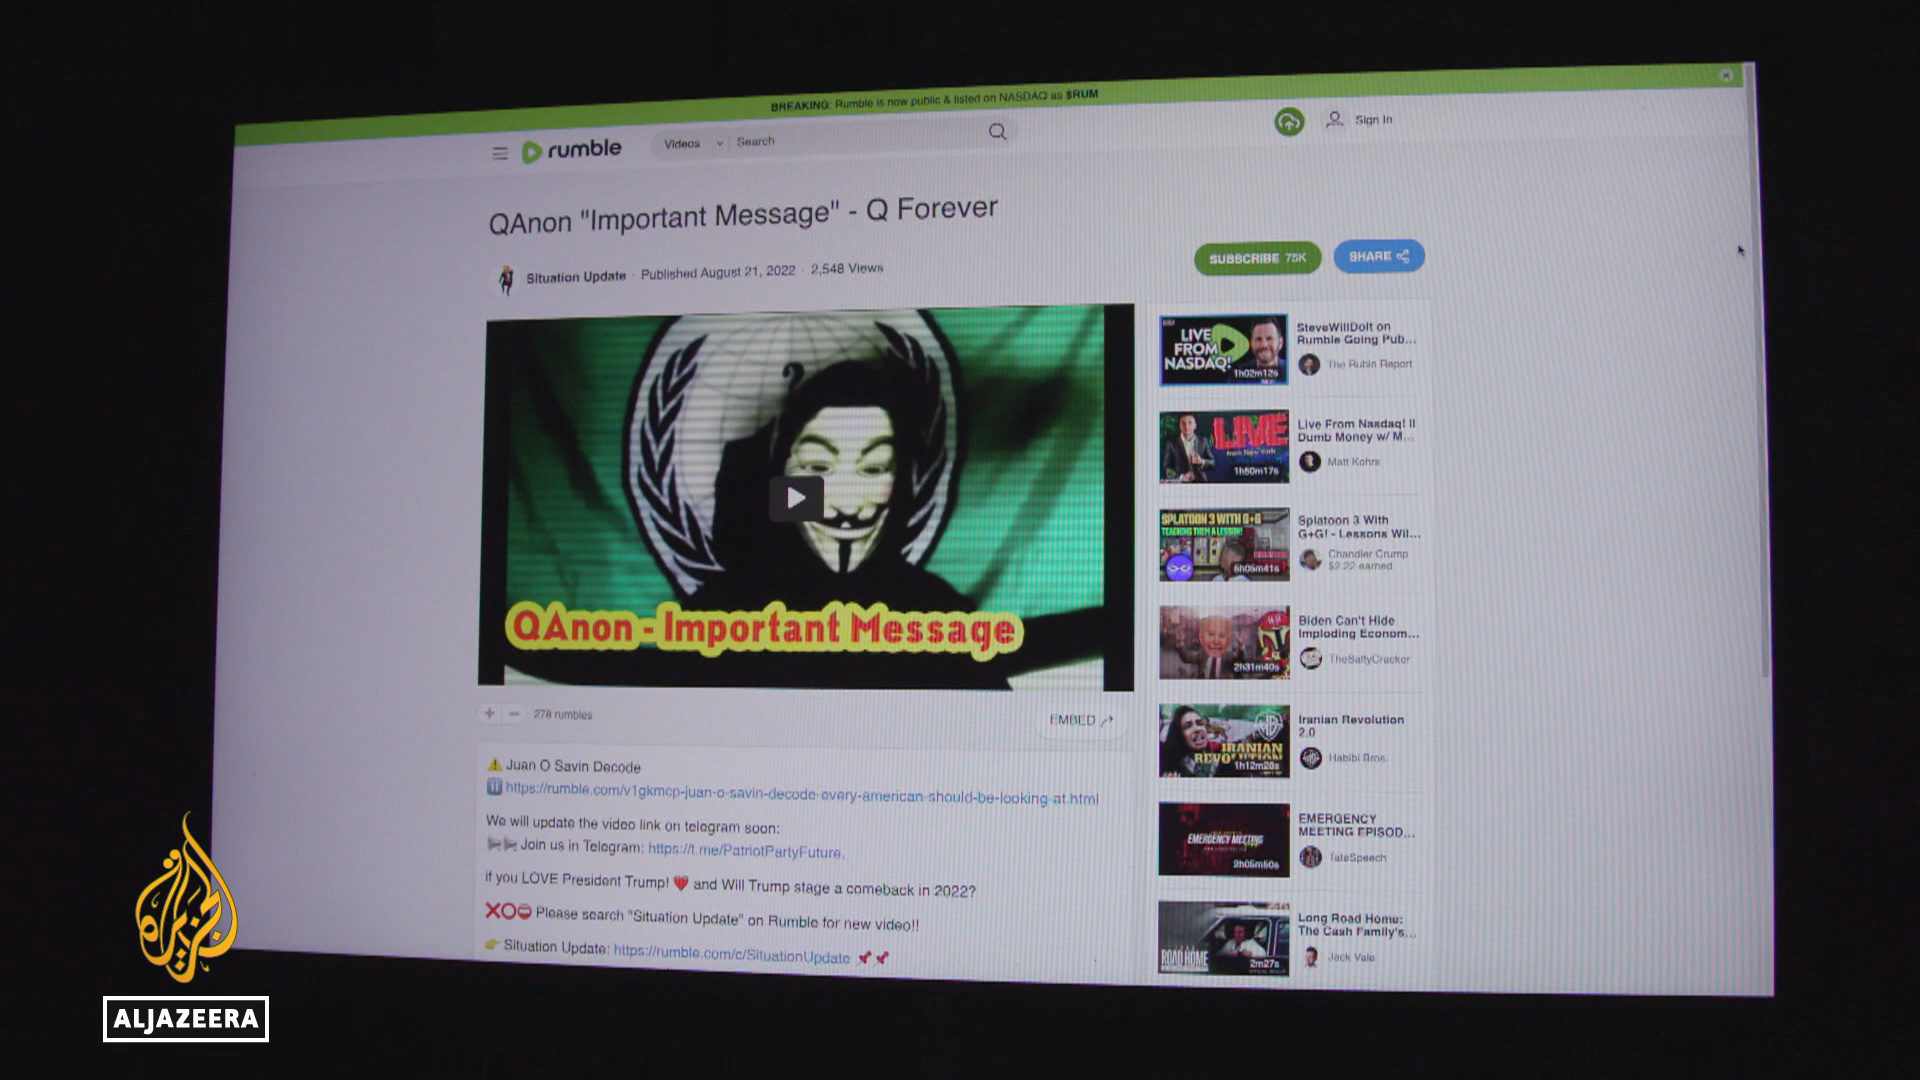 BREAKING: Rumble is now public & listed on NASDAQ as $RUM
rumble
Videos
Search
Sign In
QAnon "Important Message" - Q Forever
Situation Update · Published August 21, 2022 · 2,548 Views
SUBSCRIBE 75K
SHARE
QAnon - Important Message
278 rumbles
EMBED
Juan O Savin Decode
https://rumble.com/v1gkmcp-juan-o-savin-decode-every-american-should-be-looking-at.html
We will update the video link on telegram soon:
Join us in Telegram: https://t.me/PatriotPartyFuture,
if you LOVE President Trump! 💔 and Will Trump stage a comeback in 2022?
❌⭕⛔ Please search "Situation Update" on Rumble for new video!!
👉 Situation Update: https://rumble.com/c/SituationUpdate 📌📌
LIVE
FROM
NASDAQ!
1h02m12s
SteveWillDoIt on
Rumble Going Pub...
The Rubin Report
LIVE
from New York
1h50m17s
Live From Nasdaq! ||
Dumb Money w/ M...
Matt Kohrs
SPLATOON 3 WITH G+G
TEACHING THEM A LESSON!
6h05m41s
Splatoon 3 With
G+G! - Lessons Wil...
Chandler Crump
$2.22 earned
2h31m40s
Biden Can't Hide
Imploding Econom...
TheSaltyCracker
IRANIAN
REVOLUTION
1h12m20s
Iranian Revolution
2.0
Habibi Bros.
EMERGENCY MEETING
2h05m50s
EMERGENCY
MEETING EPISOD...
TateSpeech
ROAD HOME
2m27s
Long Road Home:
The Cash Family's...
Jack Vale
الجزيرة
ALJAZEERA